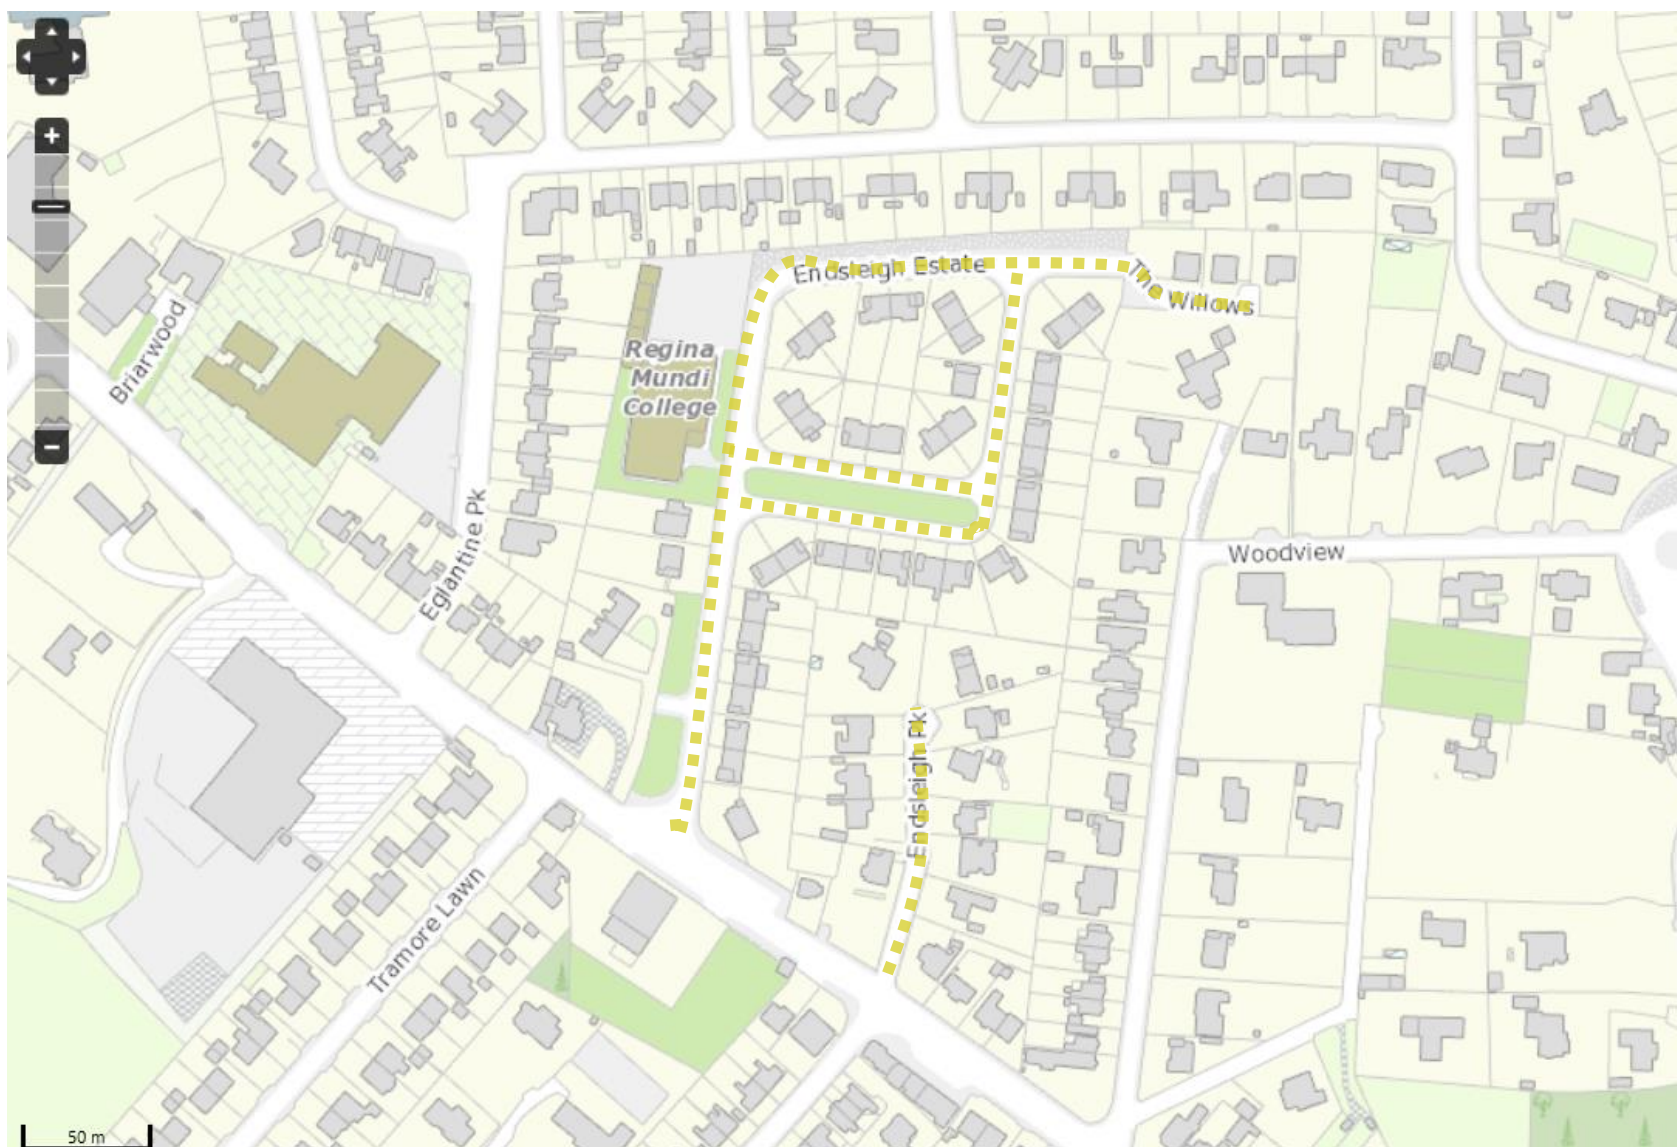 +
Endsleigh Estate
The Willows
Briarwood
Regina
Mundi
College
−
Eglantine Pk
Woodview
Endsleigh Pk
Tramore Lawn
50 m